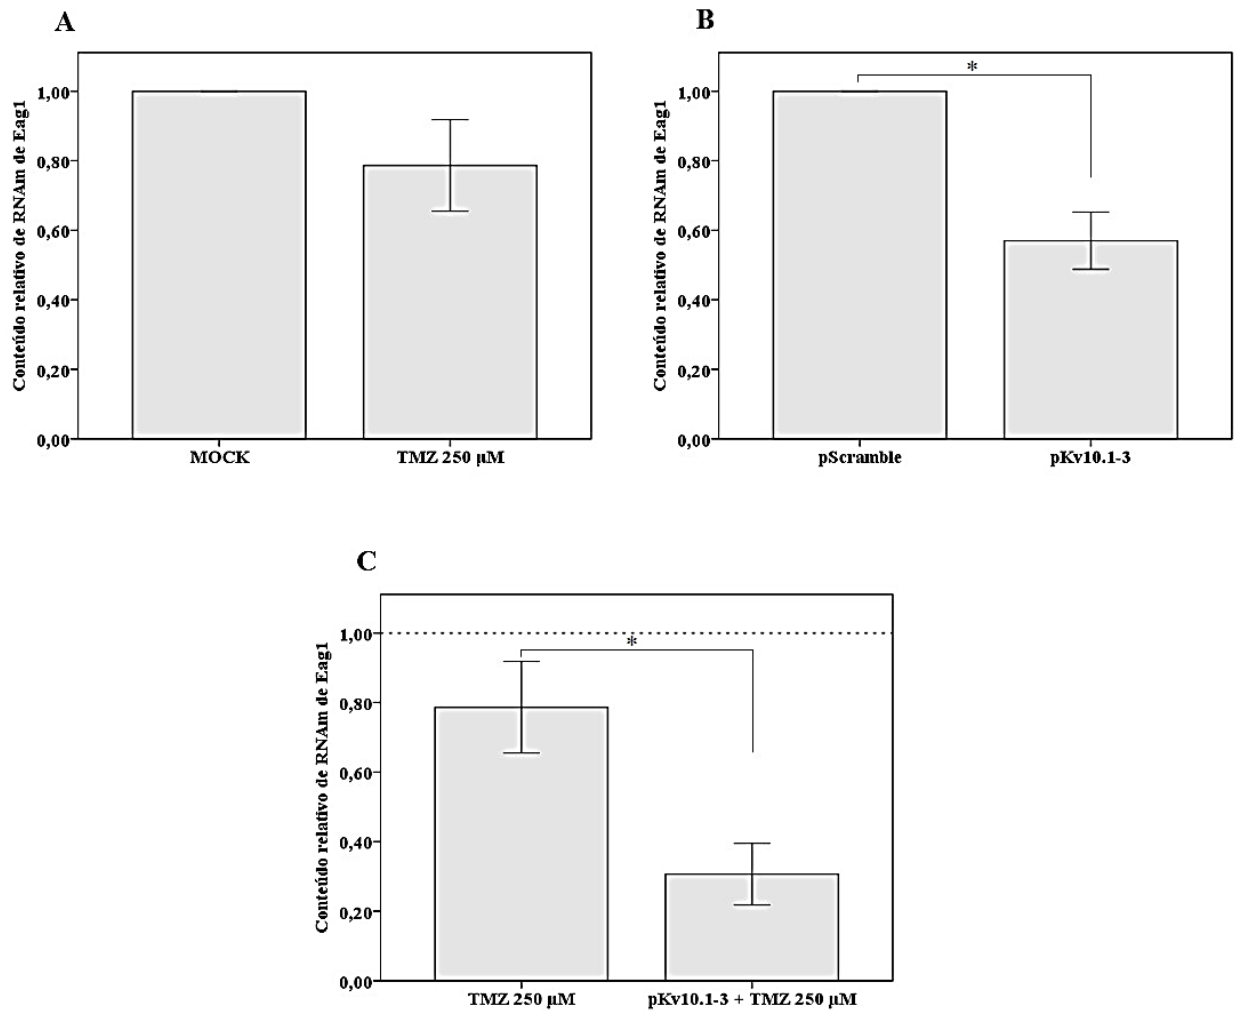 A
Conteúdo relativo de RNAm de Eag1
1,00
0,80
0,60
0,40
0,20
0,00
MOCK
TMZ 250 µM
B
Conteúdo relativo de RNAm de Eag1
*
1,00
0,80
0,60
0,40
0,20
0,00
pScramble
pKv10.1-3
C
Conteúdo relativo de RNAm de Eag1
1,00
*
0,80
0,60
0,40
0,20
0,00
TMZ 250 µM
pKv10.1-3 + TMZ 250 µM